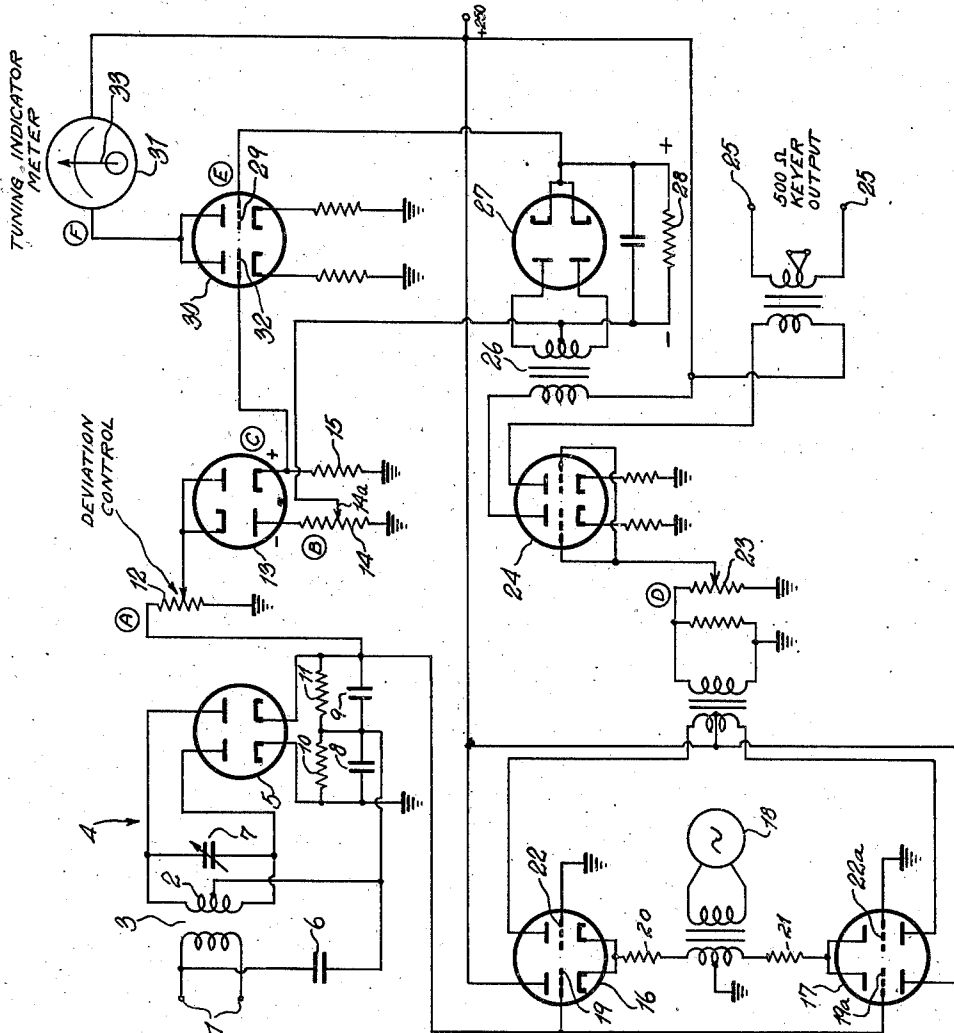 TUNING INDICATOR
METER
33
31
F
+250
E
29
30
32
27
+
28
-
25
500 Ω
KEYER
OUTPUT
25
26
DEVIATION
CONTROL
12
A
C
+
15
13
-
B
14a
14
24
D
23
4
5
11
10
9
8
7
2
3
6
1
22
18
20
19
16
21
22a
19a
17